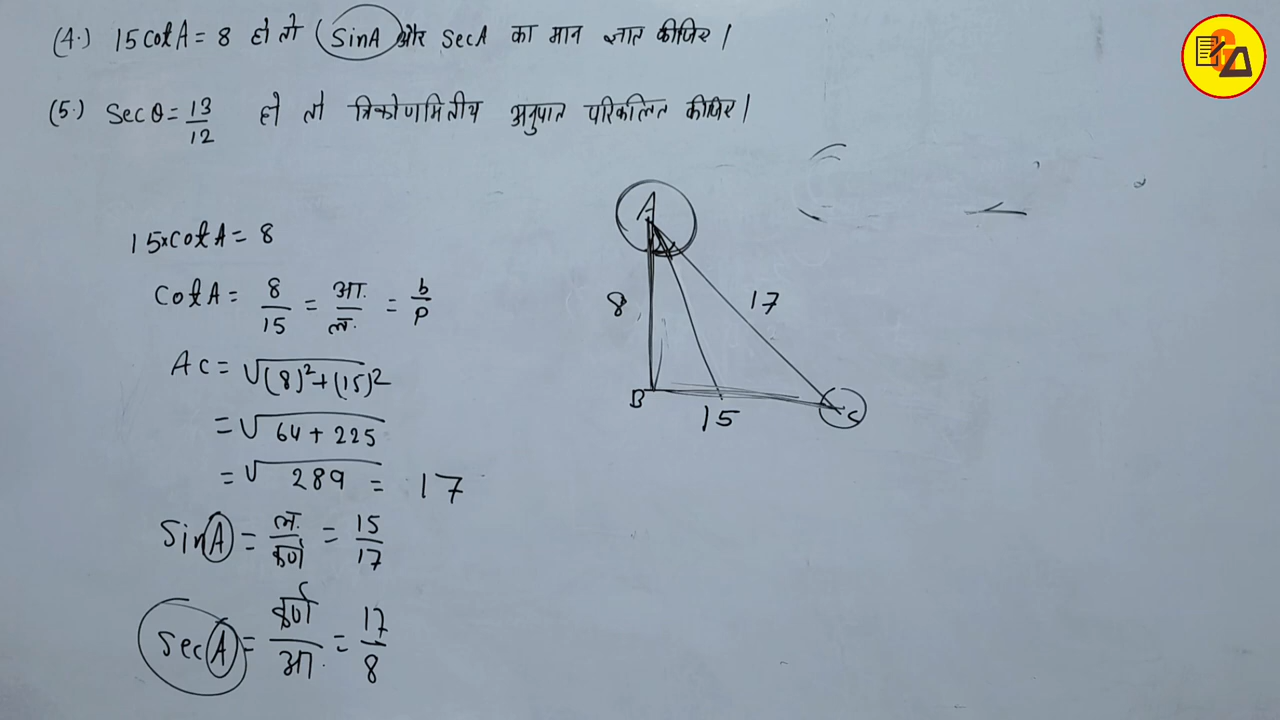 (4.) 15 cot A = 8 हो तो (sin A) और sec A का मान ज्ञात कीजिए।
(5.) sec θ = 13/12 हो तो त्रिकोणमितीय अनुपात परिकलित कीजिए।
15×cot A = 8
cot A = 8/15 = आ./ल. = b/p
AC = √(8)²+(15)²
= √64 + 225
= √289 = 17
sin A = ल./कर्ण = 15/17
sec A = कर्ण/आ. = 17/8
A
8
17
B
15
C
G